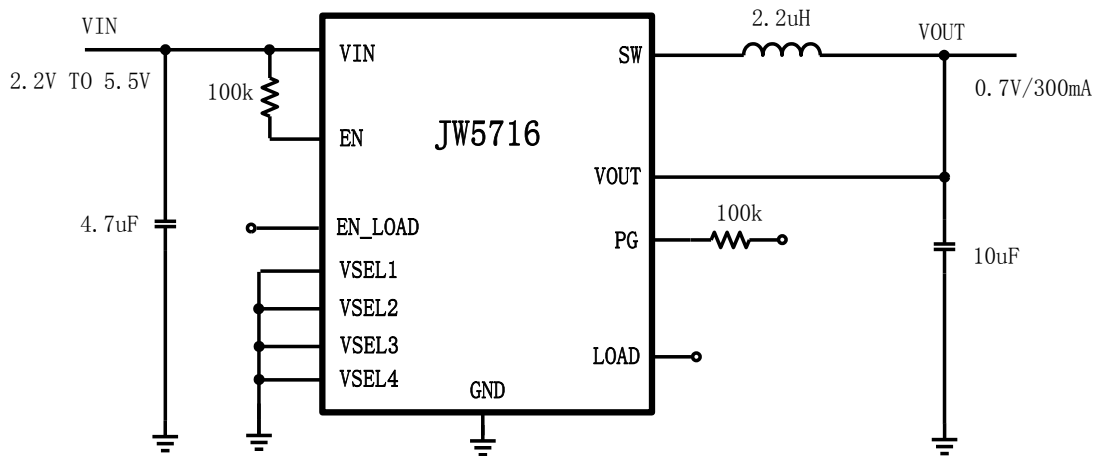 VIN
2.2V TO 5.5V
100k
4.7uF
VIN
EN
EN_LOAD
VSEL1
VSEL2
VSEL3
VSEL4
JW5716
GND
SW
VOUT
PG
LOAD
2.2uH
VOUT
0.7V/300mA
100k
10uF